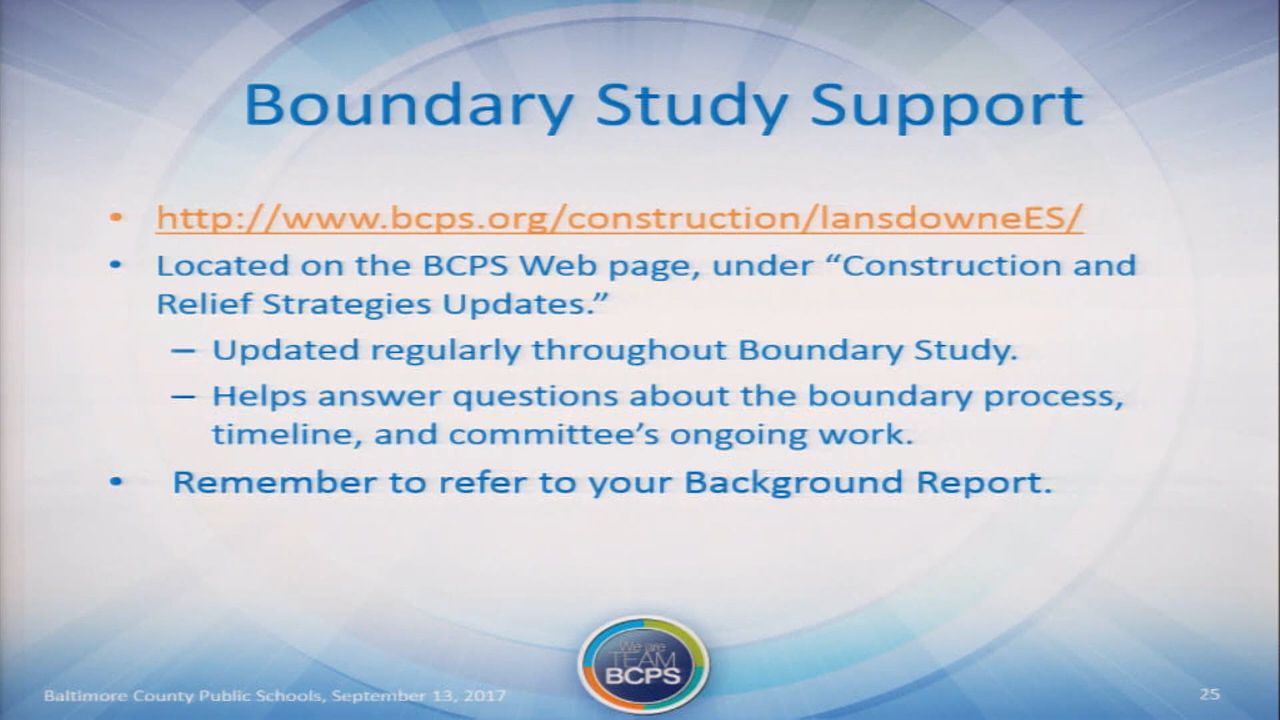 Boundary Study Support
• http://www.bcps.org/construction/lansdowneES/
• Located on the BCPS Web page, under “Construction and
Relief Strategies Updates.”
– Updated regularly throughout Boundary Study.
– Helps answer questions about the boundary process,
timeline, and committee’s ongoing work.
• Remember to refer to your Background Report.
We are
TEAM
BCPS
Baltimore County Public Schools, September 13, 2017
25